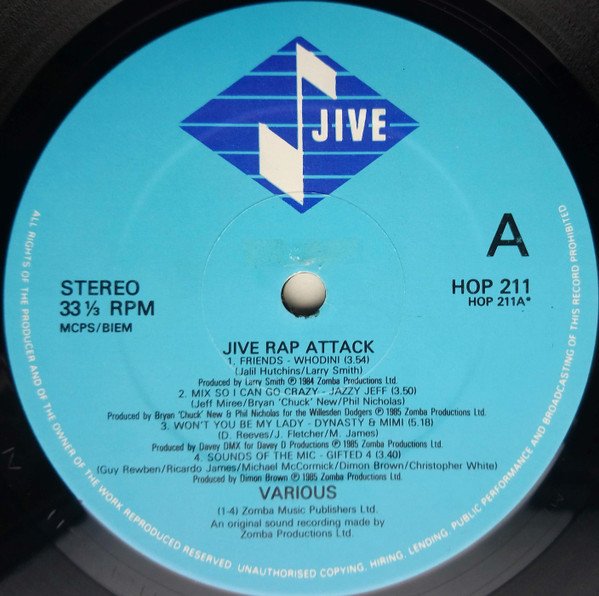 JIVE
A
STEREO
33 ⅓ RPM
MCPS/BIEM
HOP 211
HOP 211A*
JIVE RAP ATTACK
1. FRIENDS - WHODINI (3.54)
(Jalil Hutchins/Larry Smith)
Produced by Larry Smith ℗ 1984 Zomba Productions Ltd.
2. MIX SO I CAN GO CRAZY - JAZZY JEFF (3.50)
(Jeff Miree/Bryan 'Chuck' New/Phil Nicholas)
Produced by Bryan 'Chuck' New & Phil Nicholas for the Willesden Dodgers ℗ 1985 Zomba Productions Ltd.
3. WON'T YOU BE MY LADY - DYNASTY & MIMI (5.18)
(D. Reeves/J. Fletcher/M. James)
Produced by Davey DMX for Davey D Productions ℗ 1985 Zomba Productions Ltd.
4. SOUNDS OF THE MIC - GIFTED 4 (3.40)
(Guy Rewben/Ricardo James/Michael McCormick/Dimon Brown/Christopher White)
Produced by Dimon Brown ℗ 1985 Zomba Productions Ltd.
VARIOUS
(1-4) Zomba Music Publishers Ltd.
An original sound recording made by
Zomba Productions Ltd.
ALL RIGHTS OF THE PRODUCER AND OF THE OWNER OF THE WORK REPRODUCED RESERVED. UNAUTHORISED COPYING, HIRING, LENDING, PUBLIC PERFORMANCE AND BROADCASTING OF THIS RECORD PROHIBITED